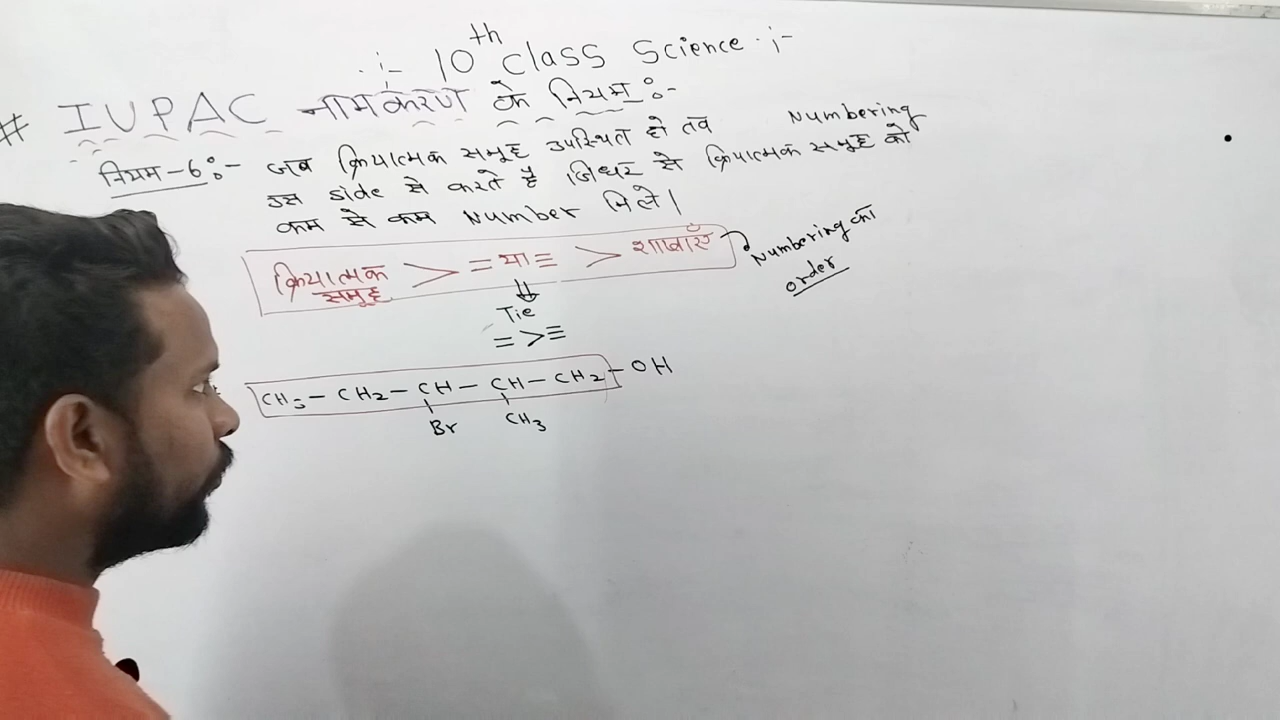 :- 10th Class Science :-
# IUPAC नामकरण के नियम :-
नियम-6:- जब क्रियात्मक समूह उपस्थित हो तब Numbering
उस side से करते है जिधर से क्रियात्मक समूह को
कम से कम Number मिले।
क्रियात्मक समूह > = या ≡ > शाखाएँ
Numbering का
order
⇓
Tie
= > ≡
CH3 - CH2 - CH - CH - CH2 - OH
Br CH3